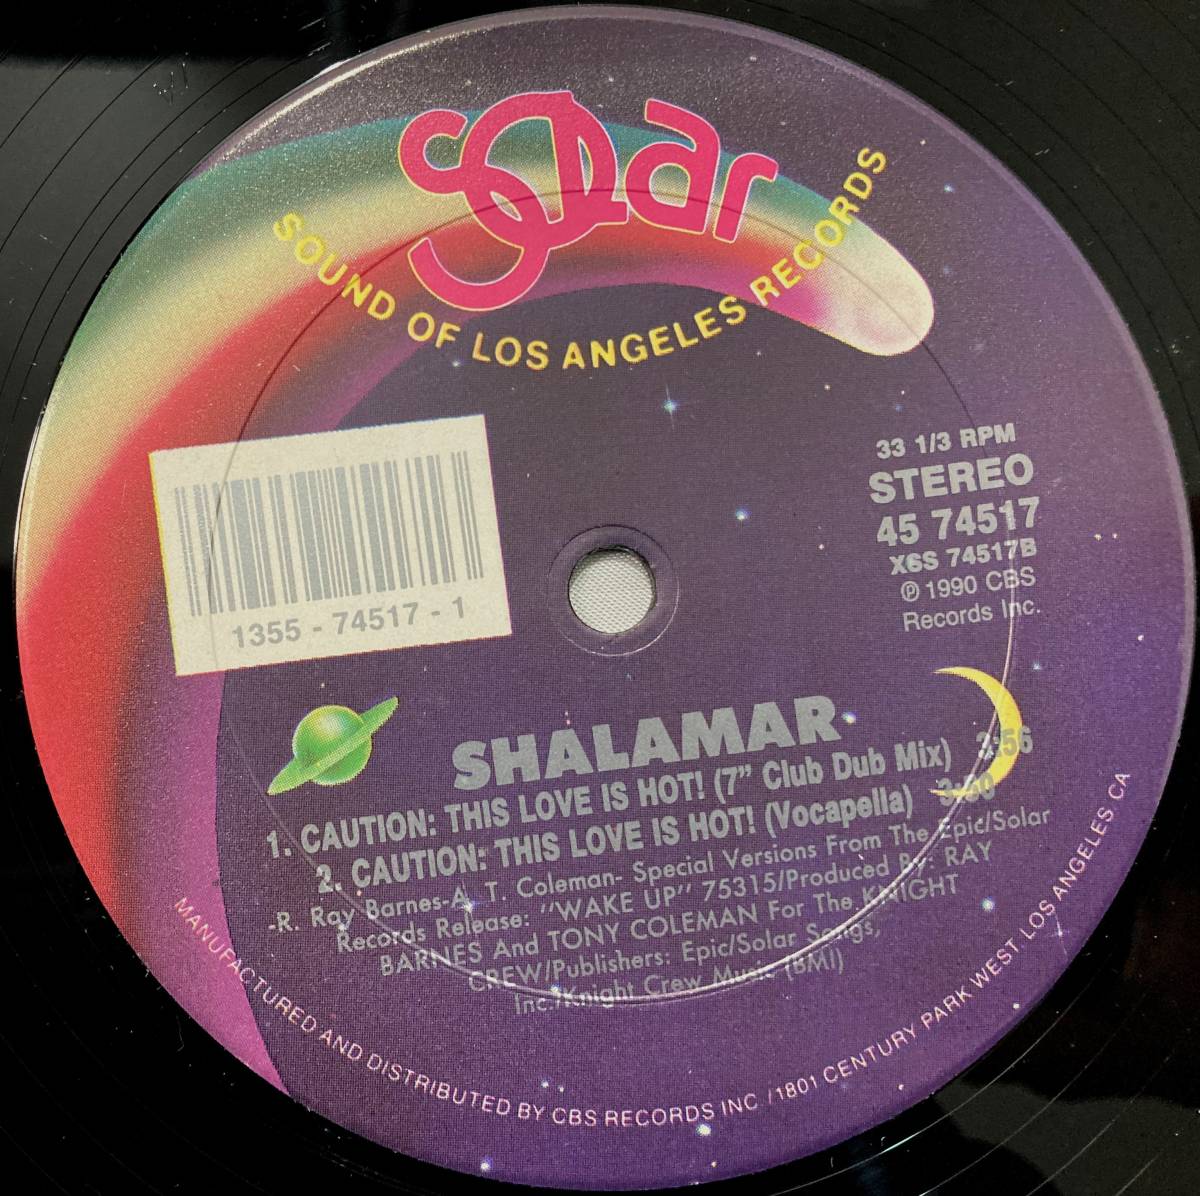 solar
SOUND OF LOS ANGELES RECORDS
33 1/3 RPM
STEREO
45 74517
X6S 74517B
Ⓟ 1990 CBS
Records Inc.
1355 - 74517 - 1
SHALAMAR
1. CAUTION: THIS LOVE IS HOT! (7" Club Dub Mix) 3:56
2. CAUTION: THIS LOVE IS HOT! (Vocapella)
-R. Ray Barnes-A. T. Coleman- Special Versions From The Epic/Solar
Records Release: "WAKE UP" 75315/Produced By: RAY
BARNES And TONY COLEMAN For The KNIGHT
CREW/Publishers: Epic/Solar Songs,
Inc./Knight Crew Music (BMI)
MANUFACTURED AND DISTRIBUTED BY CBS RECORDS INC /1801 CENTURY PARK WEST LOS ANGELES CA